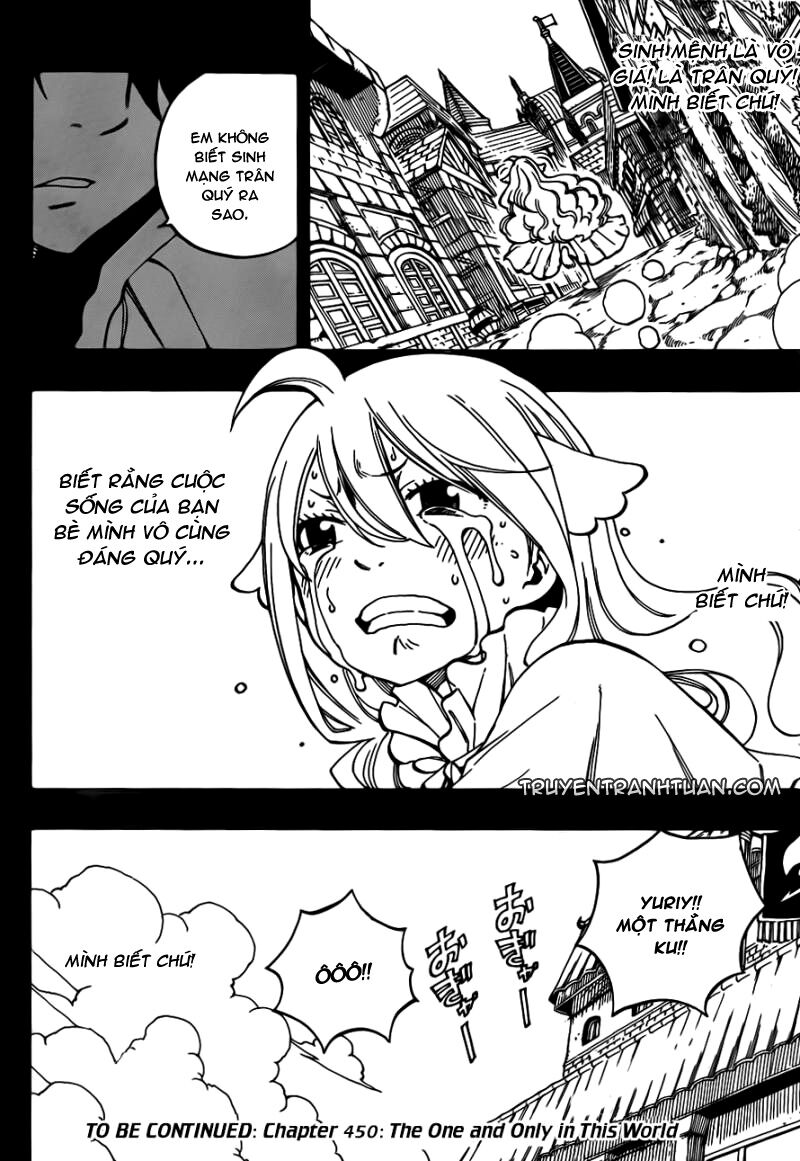 EM KHÔNG
BIẾT SINH
MẠNG TRÂN
QUÝ RA
SAO.
SINH MÊNH LÀ VÔ
GIÁ! LÀ TRÂN QUÝ!
MÌNH BIẾT CHỨ!
BIẾT RẰNG CUỘC
SỐNG CỦA BẠN
BÈ MÌNH VÔ CÙNG
ĐÁNG QUÝ...
MÌNH
BIẾT CHỨ!
TRUYENTRANHTUAN.COM
MÌNH BIẾT CHỨ!
ÔÔÔ!!
おぎゃー
おぎゃー
YURIY!!
MỘT THẰNG
KU!!
TO BE CONTINUED: Chapter 450: The One and Only in This World